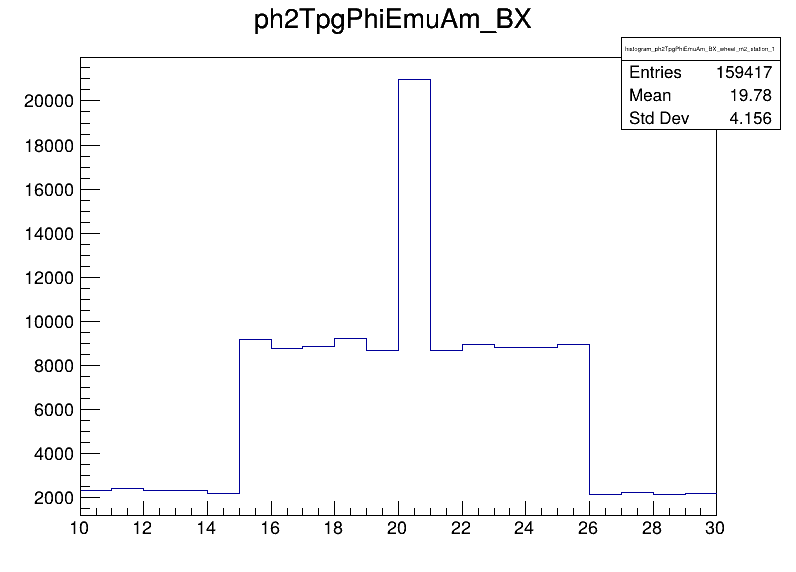 ph2TpgPhiEmuAm_BX
histogram_ph2TpgPhiEmuAm_BX_wheel_m2_station_1
Entries 159417
Mean 19.78
Std Dev 4.156
20000
18000
16000
14000
12000
10000
8000
6000
4000
2000
10 12 14 16 18 20 22 24 26 28 30